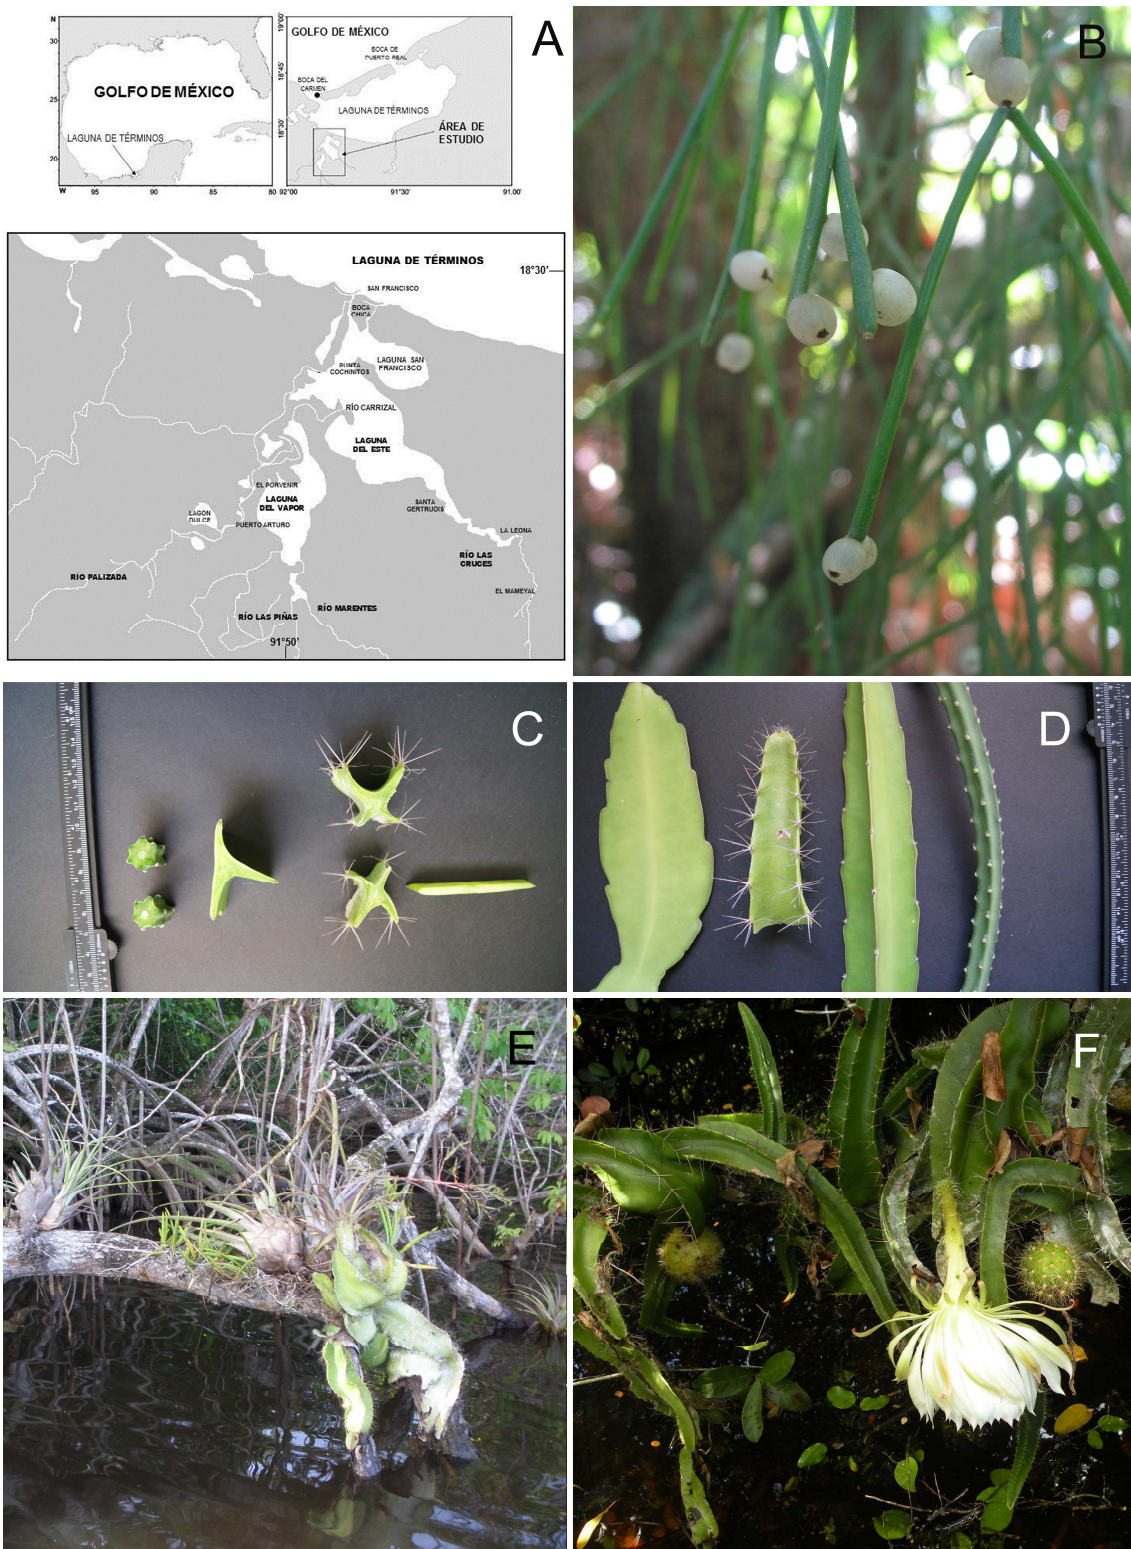 A
N
30
25
20
W
95
90
85
80
GOLFO DE MÉXICO
LAGUNA DE TÉRMINOS
19°00'
18°45'
18°30'
92°00
91°30'
91°00'
GOLFO DE MÉXICO
BOCA DE
PUERTO REAL
BOCA DEL
CARMEN
LAGUNA DE TÉRMINOS
ÁREA DE
ESTUDIO
LAGUNA DE TÉRMINOS
18°30'
SAN FRANCISCO
BOCA
CHICA
PUNTA
COCHINITOS
LAGUNA SAN
FRANCISCO
RÍO CARRIZAL
LAGUNA
DEL ESTE
EL PORVENIR
LAGUNA
DEL VAPOR
SANTA
GERTRUDIS
LAGON
DULCE
PUERTO ARTURO
LA LEONA
RÍO LAS
CRUCES
RÍO PALIZADA
EL MAMEYAL
RÍO MARENTES
RÍO LAS PIÑAS
91°50'
B
C
D
E
F